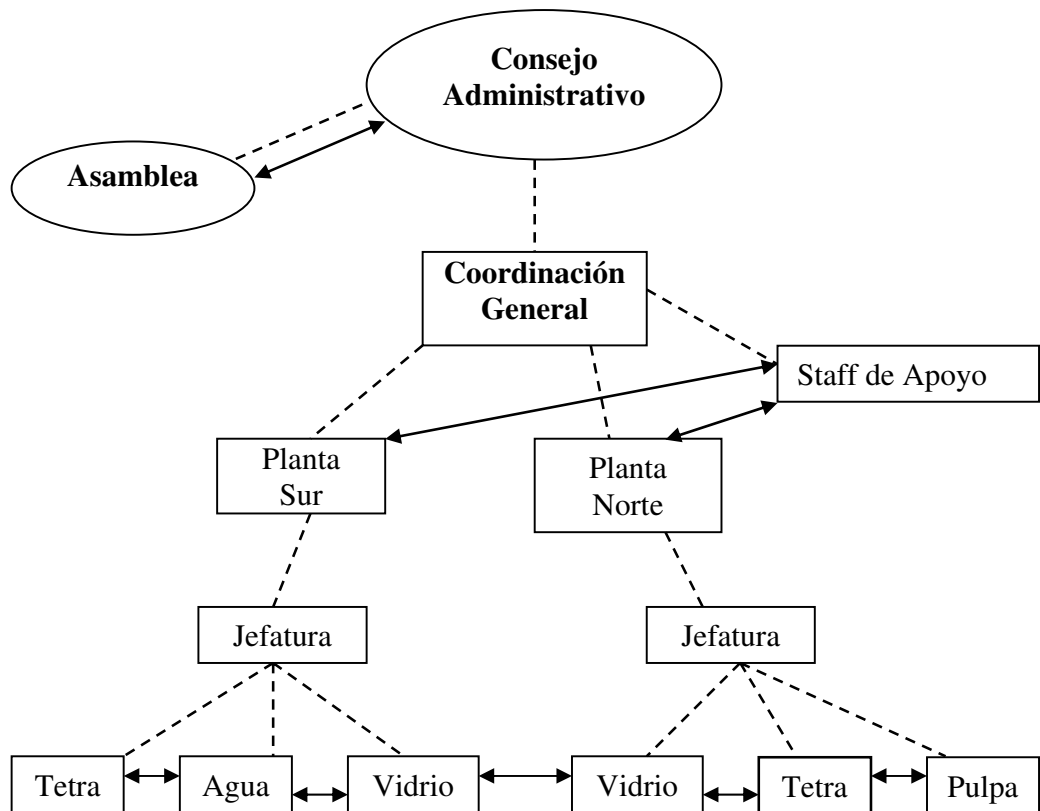 Consejo
Administrativo
Asamblea
Coordinación
General
Staff de Apoyo
Planta
Sur
Planta
Norte
Jefatura
Jefatura
Tetra
Agua
Vidrio
Vidrio
Tetra
Pulpa